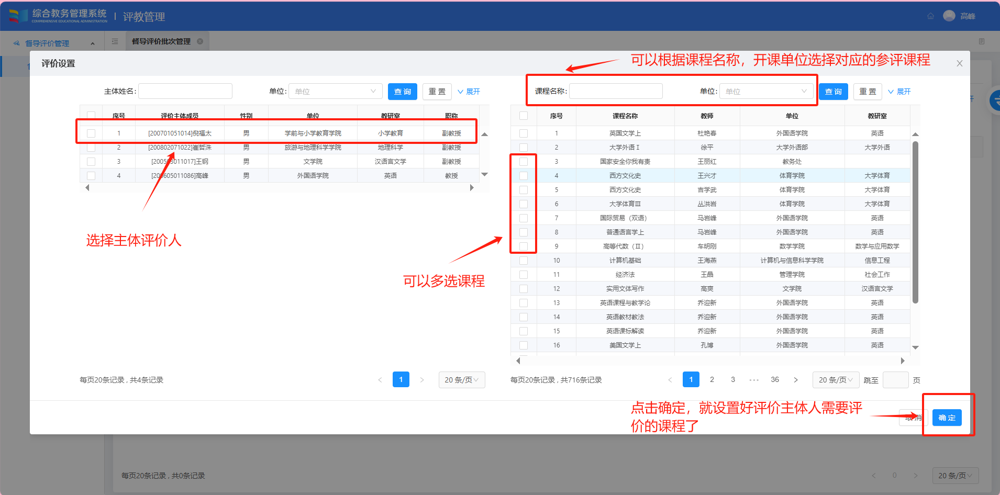 综合教务管理系统
COMPREHENSIVE EDUCATIONAL ADMINISTRATION
评教管理
高峰
督导评价管理
督导评价批次管理
评价设置
可以根据课程名称，开课单位选择对应的参评课程
主体姓名:
单位: 单位
查 询 重 置 展开
课程名称:
单位: 单位
查 询 重 置 展开
序号 评价主体成员 性别 单位 教研室 职称
1 [200701051014]倪福太 男 学前与小学教育学院 小学教育 副教授
2 [200802071022]崔哲洙 男 旅游与地理科学学院 地理科学 副教授
3 011017]王钢 男 文学院 汉语言文学 副教授
4 605011086]高峰 男 外国语学院 英语 教授
选择主体评价人
可以多选课程
每页20条记录 , 共4条记录
1
20 条/页
序号 课程名称 教师 单位 教研室
1 英国文学上 杜艳春 外国语学院 英语
2 大学外语 I 徐平 大学外语部 大学外语
3 国家安全你我有责 王丽红 教务处
4 西方文化史 王兴才 体育学院 大学体育
5 西方文化史 吉学武 体育学院 大学体育
6 大学体育III 丛洪岩 体育学院 大学体育
7 国际贸易（双语） 马岩峰 外国语学院 英语
8 普通语言学上 马岩峰 外国语学院 英语
9 高等代数（II） 车明刚 数学学院 数学与应用数学
10 计算机基础 王海燕 计算机与信息科学学院 信息工程
11 经济法 王晶 管理学院 社会工作
12 实用文体写作 高爽 文学院 汉语言文学
13 英语课程与教学论 乔迎新 外国语学院 英语
14 英语教材教法 乔迎新 外国语学院 英语
15 英语课标解读 乔迎新 外国语学院 英语
16 美国文学上 孔博 外国语学院 英语
每页20条记录 , 共716条记录
1 2 3 ••• 36
20 条/页
跳至 页
点击确定，就设置好评价主体人需要评
价的课程了
取 消 确 定
每页20条记录 , 共0条记录
0
20 条/页